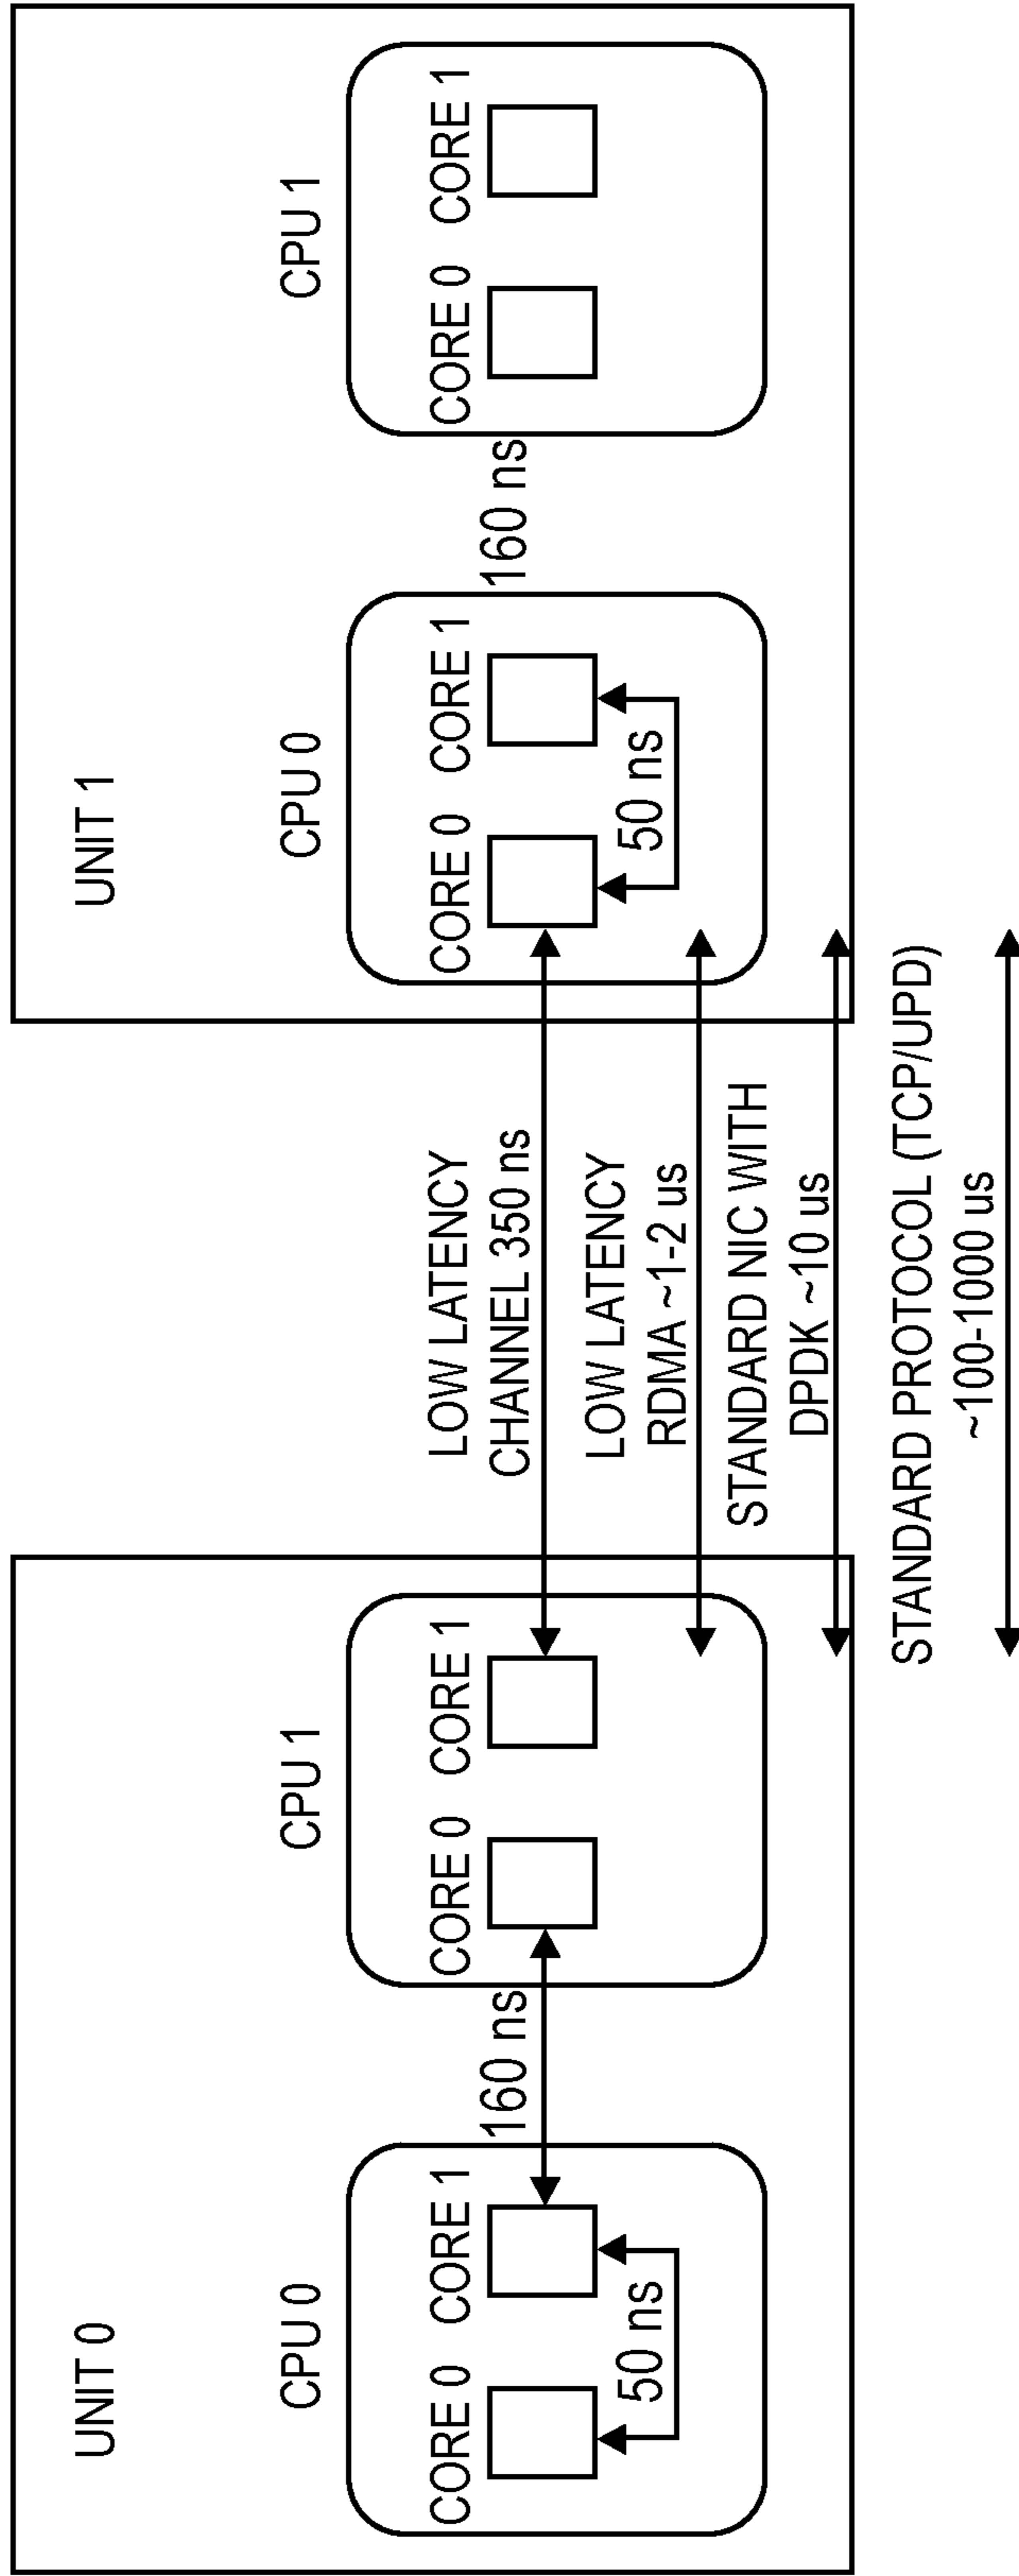 UNIT 0
CPU 0
CORE 0 CORE 1
50 ns
160 ns
CPU 1
CORE 0 CORE 1
LOW LATENCY
CHANNEL 350 ns
LOW LATENCY
RDMA ~1-2 us
STANDARD NIC WITH
DPDK ~10 us
STANDARD PROTOCOL (TCP/UPD)
~100-1000 us
UNIT 1
CPU 0
CORE 0 CORE 1
50 ns
160 ns
CPU 1
CORE 0 CORE 1